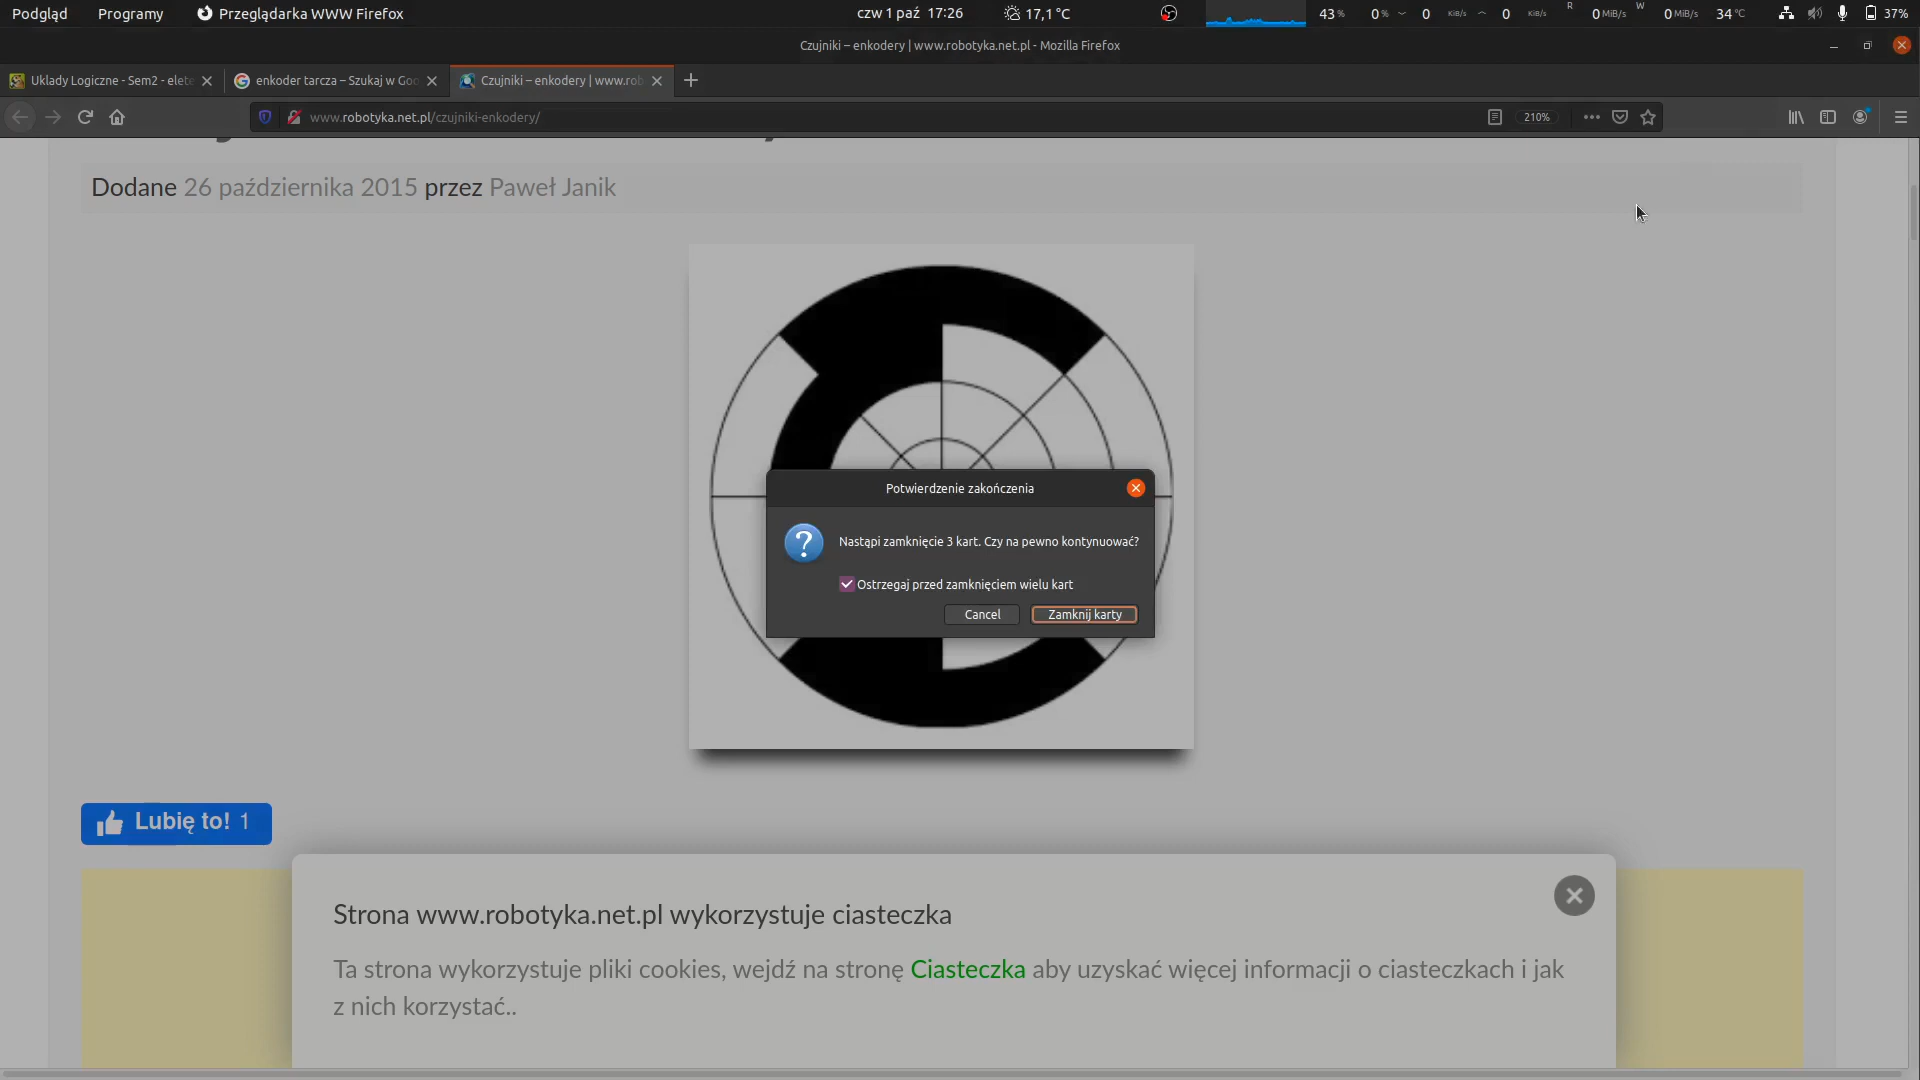 Podgląd Programy Przeglądarka WWW Firefox czw 1 paź 17:26 17,1 °C 43 % 0 % 0 KiB/s 0 KiB/s R 0 MiB/s W 0 MiB/s 34 °C 37%
Czujniki – enkodery | www.robotyka.net.pl - Mozilla Firefox
Uklady Logiczne - Sem2 - elete enkoder tarcza – Szukaj w Goo Czujniki – enkodery | www.rob
www.robotyka.net.pl/czujniki-enkodery/ 210%
Dodane 26 października 2015 przez Paweł Janik
Potwierdzenie zakończenia
Nastąpi zamknięcie 3 kart. Czy na pewno kontynuować?
Ostrzegaj przed zamknięciem wielu kart
Cancel Zamknij karty
Lubię to! 1
Strona www.robotyka.net.pl wykorzystuje ciasteczka
Ta strona wykorzystuje pliki cookies, wejdź na stronę Ciasteczka aby uzyskać więcej informacji o ciasteczkach i jak
z nich korzystać..